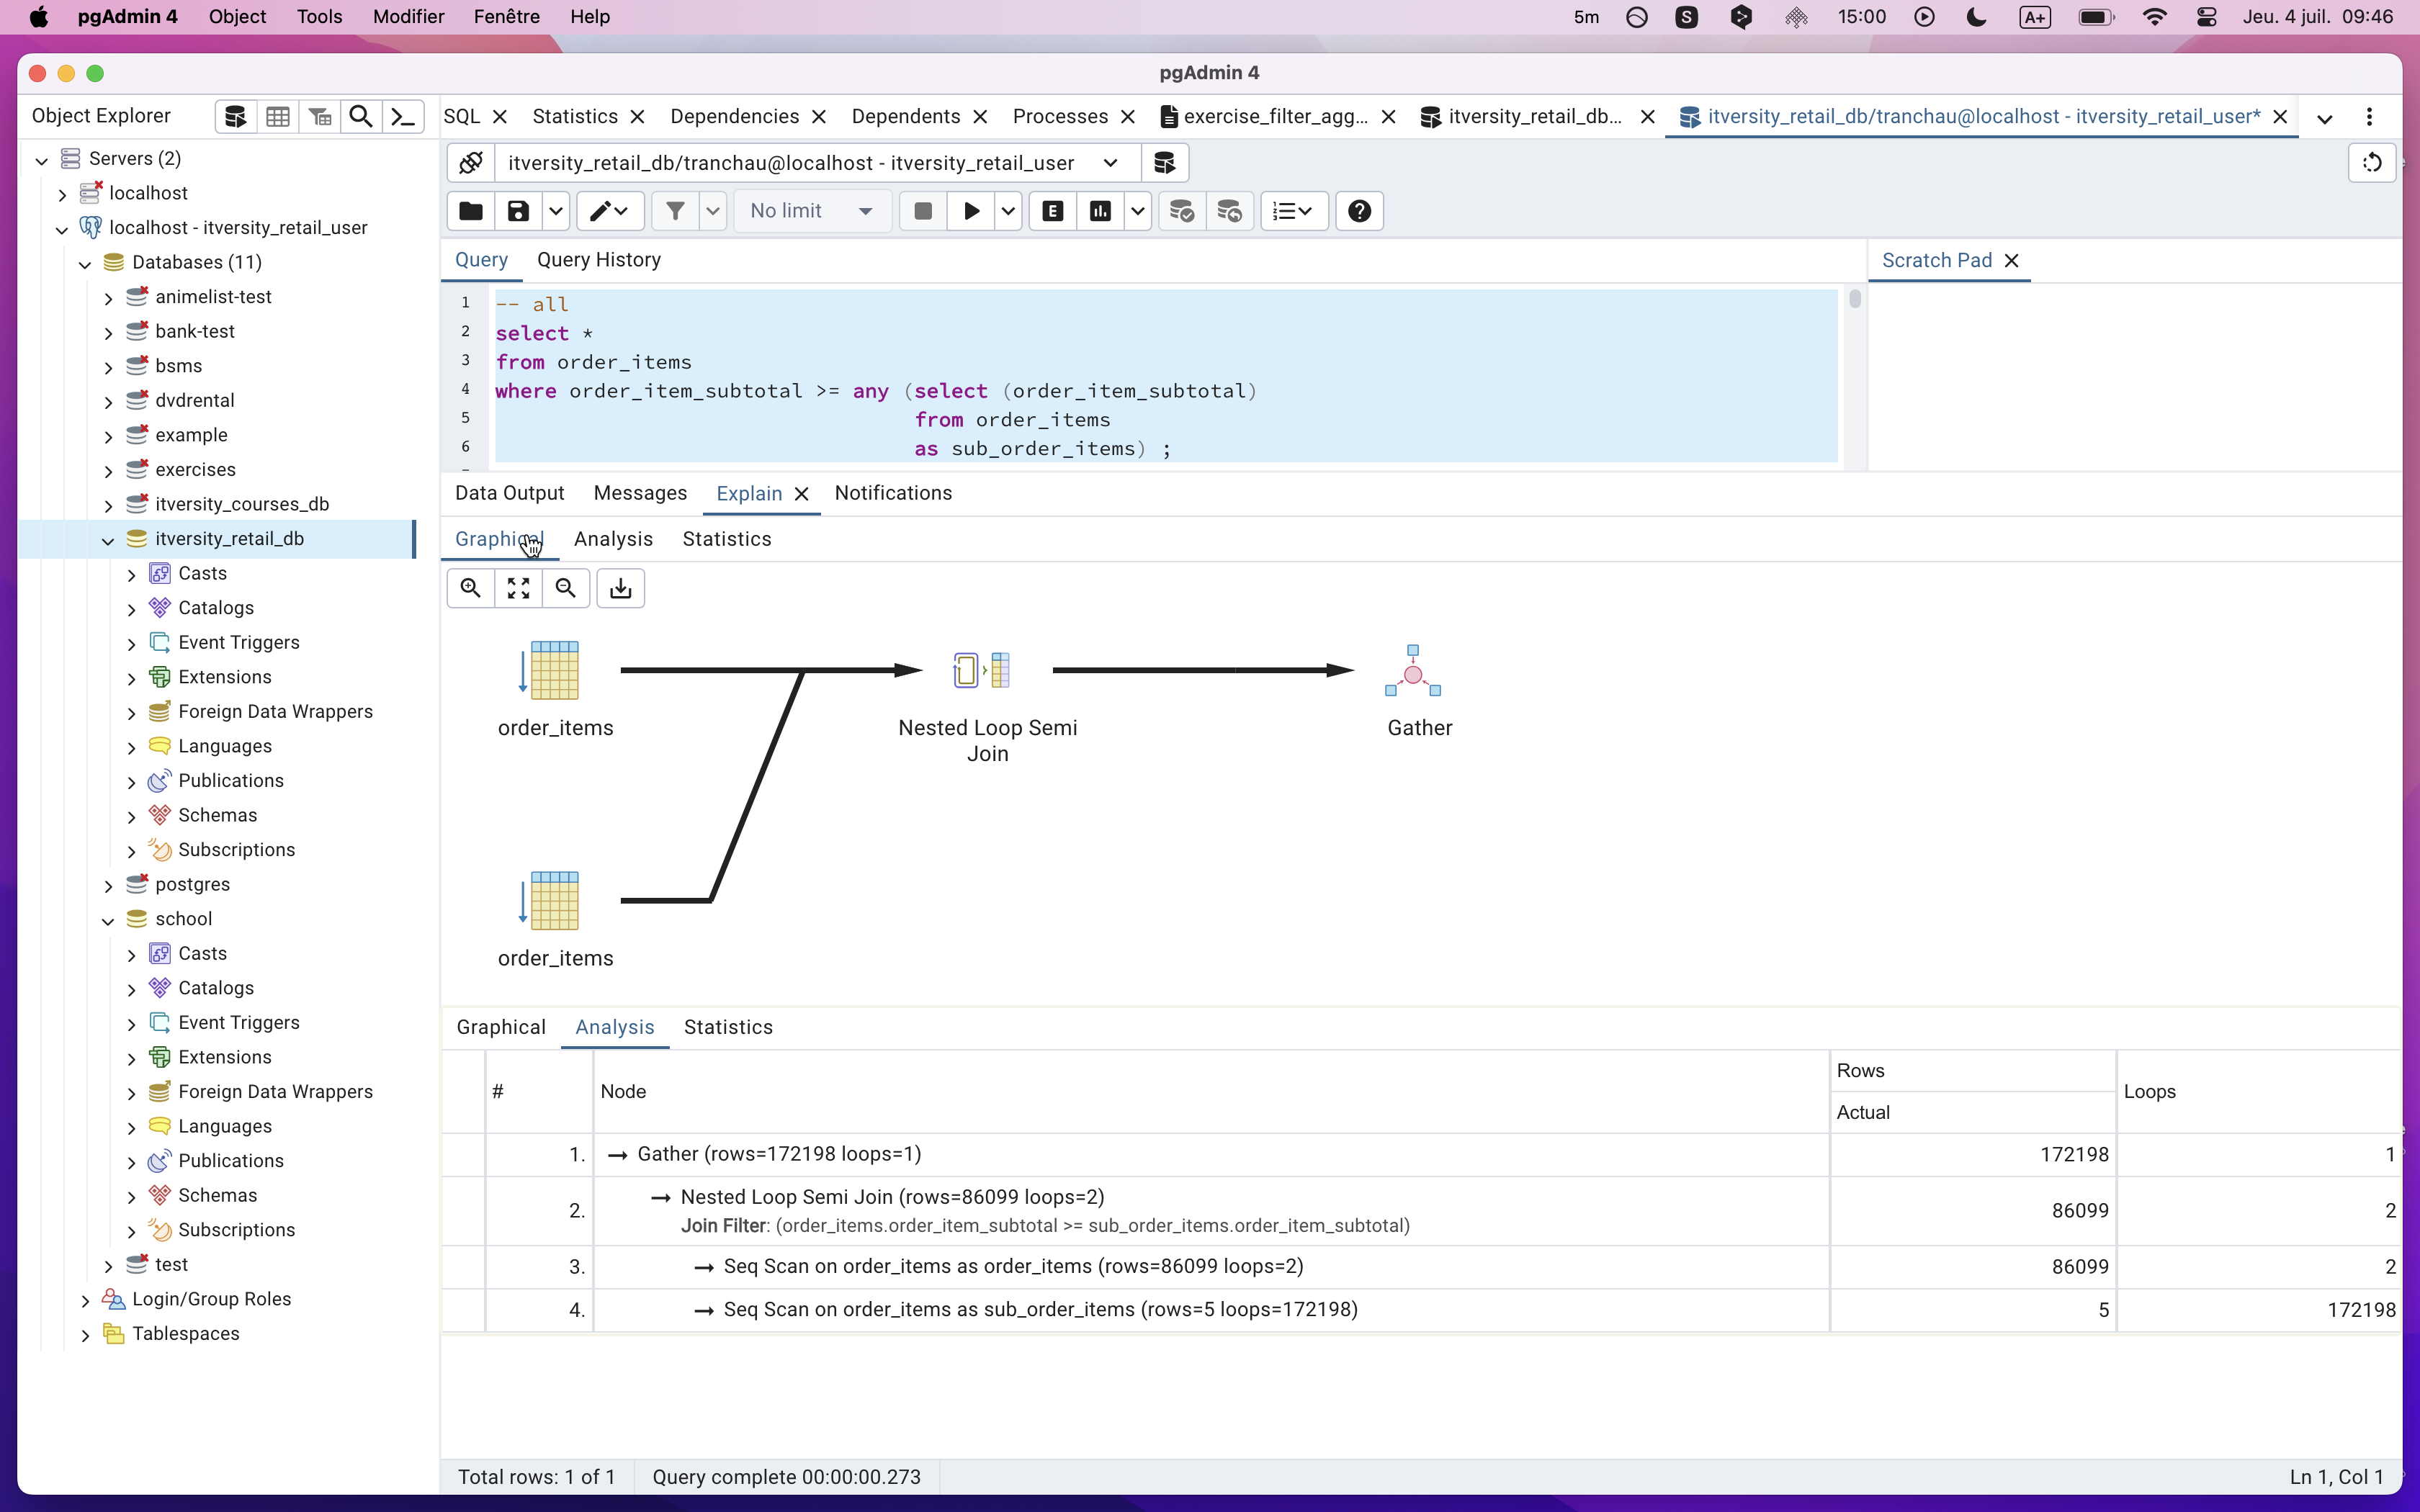 pgAdmin 4 Object Tools Modifier Fenêtre Help 5m S 15:00 A+ Jeu. 4 juil. 09:46
pgAdmin 4
Object Explorer
SQL Statistics Dependencies Dependents Processes exercise_filter_agg... itversity_retail_db... itversity_retail_db/tranchau@localhost - itversity_retail_user*
Servers (2)
localhost
localhost - itversity_retail_user
Databases (11)
animelist-test
bank-test
bsms
dvdrental
example
exercises
itversity_courses_db
itversity_retail_db
Casts
Catalogs
Event Triggers
Extensions
Foreign Data Wrappers
Languages
Publications
Schemas
Subscriptions
postgres
school
Casts
Catalogs
Event Triggers
Extensions
Foreign Data Wrappers
Languages
Publications
Schemas
Subscriptions
test
Login/Group Roles
Tablespaces
itversity_retail_db/tranchau@localhost - itversity_retail_user
No limit E
Query Query History
Scratch Pad
1 -- all
2 select *
3 from order_items
4 where order_item_subtotal >= any (select (order_item_subtotal)
5 from order_items
6 as sub_order_items) ;
Data Output Messages Explain Notifications
Graphical Analysis Statistics
order_items
Nested Loop Semi
Join
Gather
order_items
Graphical Analysis Statistics
# Node Rows Loops
Actual
1. Gather (rows=172198 loops=1) 172198 1
2. Nested Loop Semi Join (rows=86099 loops=2) 86099 2
Join Filter: (order_items.order_item_subtotal >= sub_order_items.order_item_subtotal)
3. Seq Scan on order_items as order_items (rows=86099 loops=2) 86099 2
4. Seq Scan on order_items as sub_order_items (rows=5 loops=172198) 5 172198
Total rows: 1 of 1 Query complete 00:00:00.273 Ln 1, Col 1